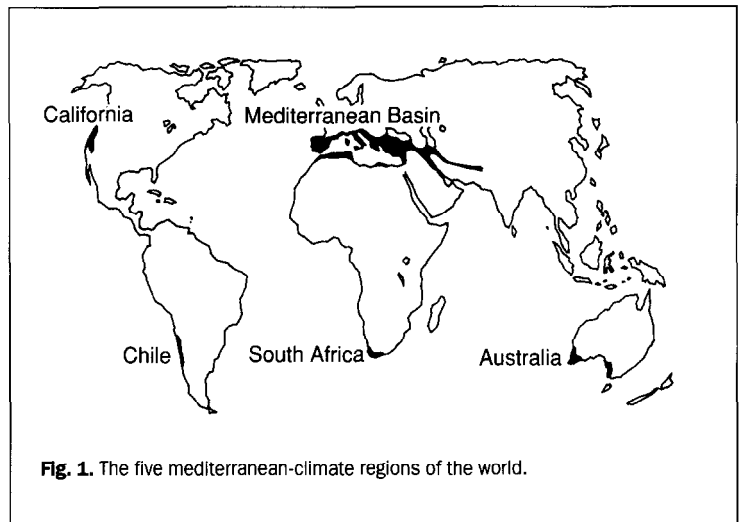 California
Mediterranean Basin
Chile
South Africa
Australia
Fig. 1. The five mediterranean-climate regions of the world.